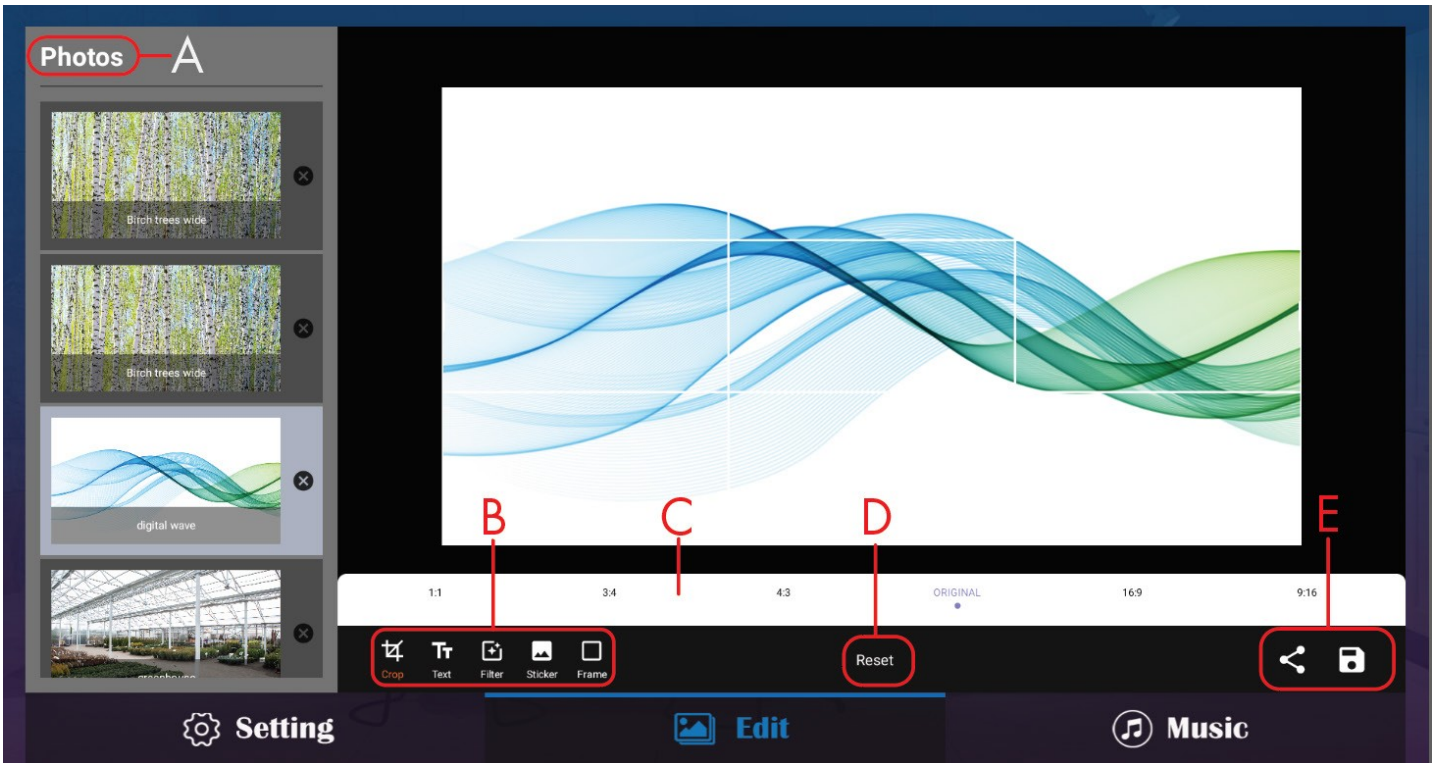 Photos
A
Birch trees wide
Birch trees wide
digital wave
greenhouse
B
C
D
E
1:1 3:4 4:3 ORIGINAL 16:9 9:16
Crop Text Filter Sticker Frame
Reset
Setting Edit Music